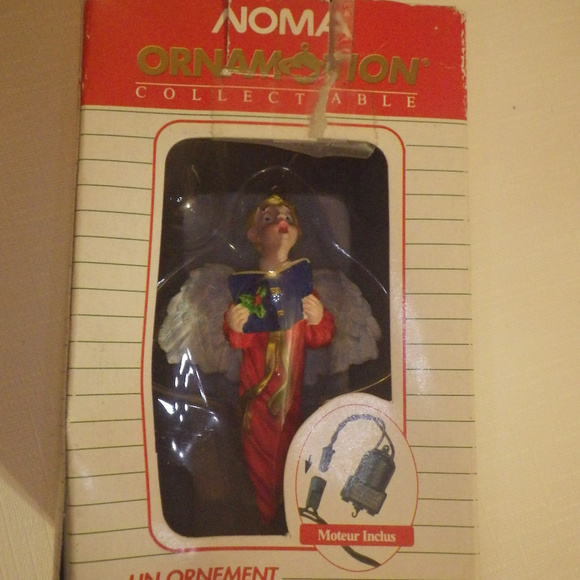 NOMA
ORNAMOTION®
COLLECTABLE
Moteur Inclus
UN ORNEMENT